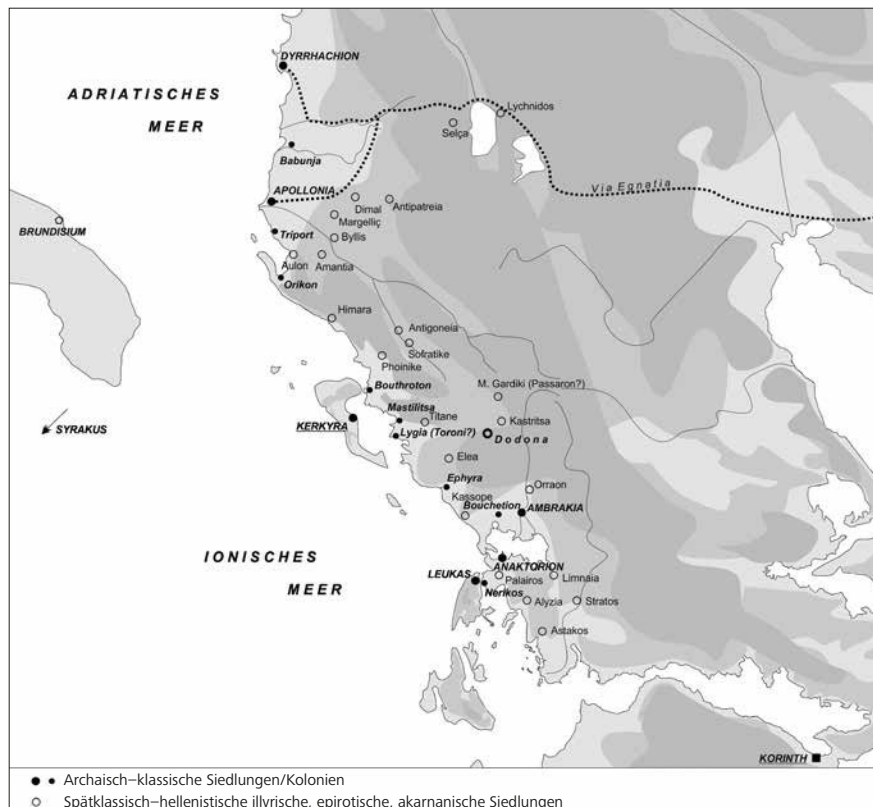 DYRRHACHION
ADRIATISCHES
MEER
Lychnidos
Selça
Babunja
Via Egnatia
APOLLONIA
Dimal
Antipatreia
Margelliç
BRUNDISIUM
Triport
Byllis
Aulon
Amantia
Orikon
Himara
Antigoneia
Sofratike
Phoinike
Bouthroton
M. Gardiki (Passaron?)
Mastilitsa
Titane
Kastritsa
SYRAKUS
KERKYRA
Lygia (Toroni?)
Dodona
Elea
Ephyra
Orraon
Kassope
Bouchetion
AMBRAKIA
IONISCHES
MEER
ANAKTORION
LEUKAS
Palairos
Limnaia
Nerikos
Alyzia
Stratos
Astakos
KORINTH
Archaisch–klassische Siedlungen/Kolonien
Spätklassisch–hellenistische illyrische, epirotische, akarnanische Siedlungen